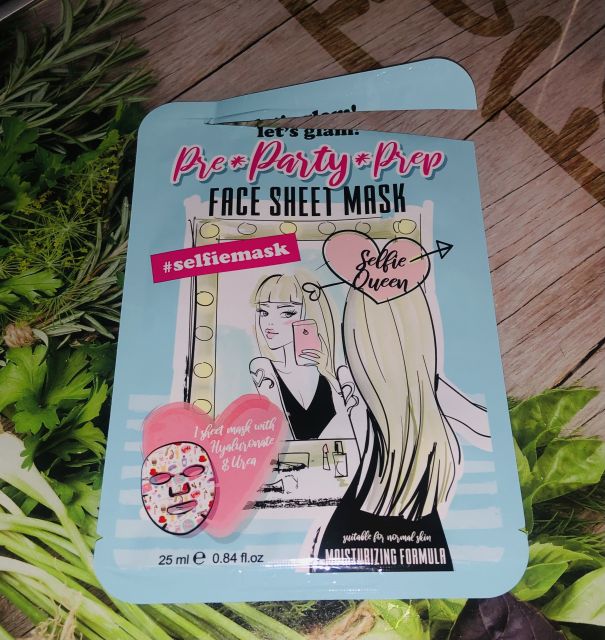 let's glam!
Pre*Party*Prep
FACE SHEET MASK
#selfiemask
Selfie
Queen
1 sheet mask with
Hyaluronate
& Urea
suitable for normal skin
MOISTURIZING FORMULA
25 ml ℮ 0.84 fl.oz